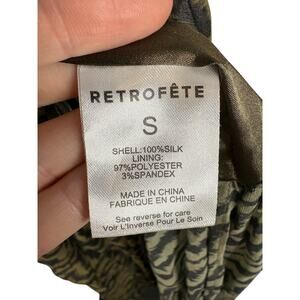 RETROFÊTE
S
SHELL:100%SILK
LINING:
97%POLYESTER
3%SPANDEX
MADE IN CHINA
FABRIQUE EN CHINE
See reverse for care
Voir L'Inverse Pour Le Soin